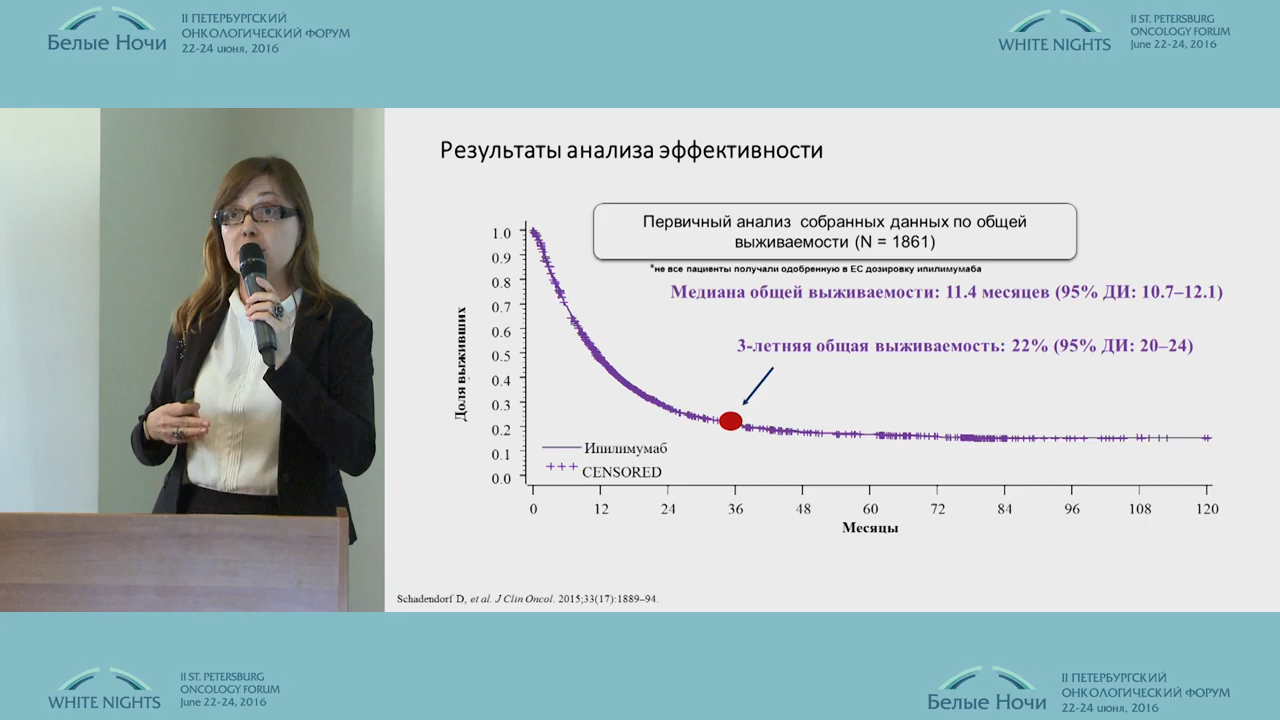 Белые Ночи
II ПЕТЕРБУРГСКИЙ
ОНКОЛОГИЧЕСКИЙ ФОРУМ
22-24 июня, 2016
WHITE NIGHTS
II ST. PETERSBURG
ONCOLOGY FORUM
June 22-24, 2016
Результаты анализа эффективности
Первичный анализ собранных данных по общей
выживаемости (N = 1861)
*не все пациенты получали одобренную в ЕС дозировку ипилимумаба
Медиана общей выживаемости: 11.4 месяцев (95% ДИ: 10.7–12.1)
3-летняя общая выживаемость: 22% (95% ДИ: 20–24)
Доля выживших
1.0
0.9
0.8
0.7
0.6
0.5
0.4
0.3
0.2
0.1
0.0
Ипилимумаб
CENSORED
0 12 24 36 48 60 72 84 96 108 120
Месяцы
Schadendorf D, et al. J Clin Oncol. 2015;33(17):1889–94.
WHITE NIGHTS
II ST. PETERSBURG
ONCOLOGY FORUM
June 22-24, 2016
Белые Ночи
II ПЕТЕРБУРГСКИЙ
ОНКОЛОГИЧЕСКИЙ ФОРУМ
22-24 июня, 2016